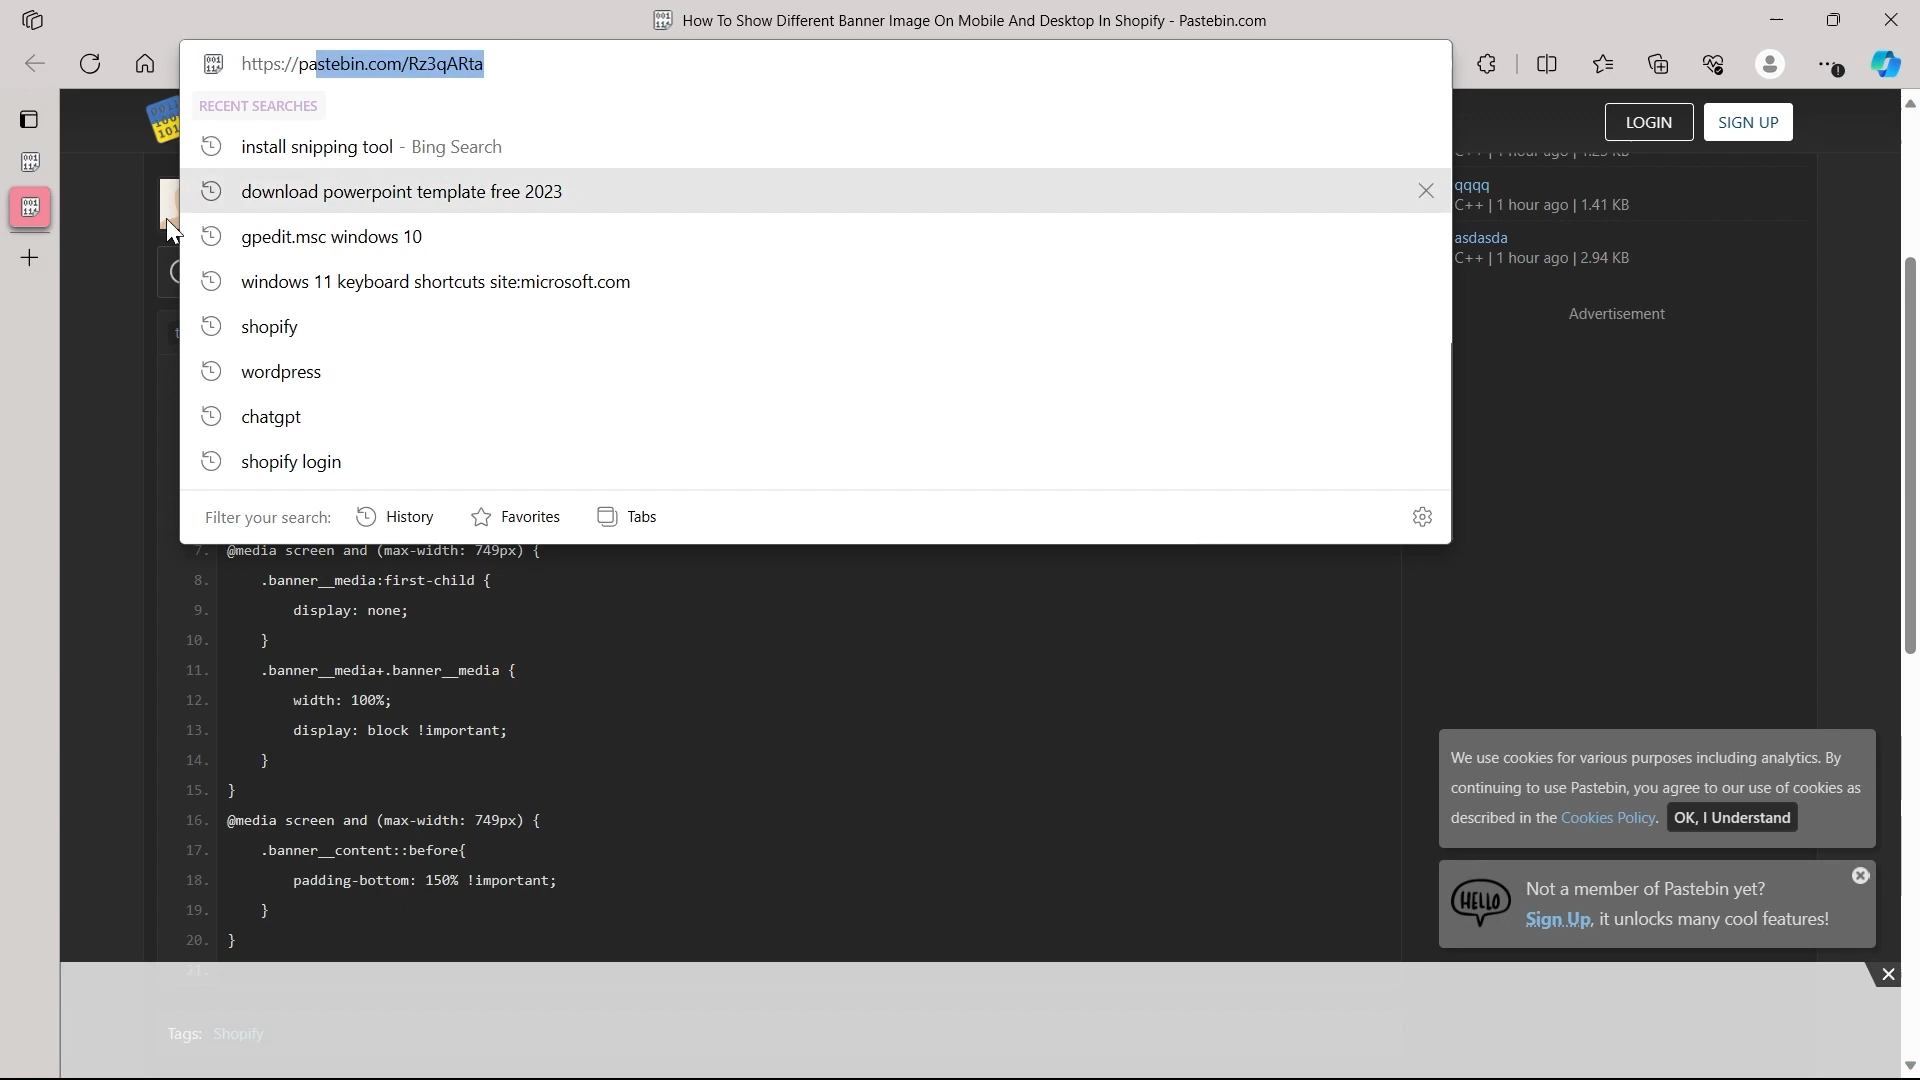 How To Show Different Banner Image On Mobile And Desktop In Shopify - Pastebin.com
https://pastebin.com/Rz3qARta
RECENT SEARCHES
install snipping tool - Bing Search
download powerpoint template free 2023
gpedit.msc windows 10
windows 11 keyboard shortcuts site:microsoft.com
shopify
wordpress
chatgpt
shopify login
Filter your search: History Favorites Tabs
LOGIN SIGN UP
C++ | 1 hour ago | 1.23 KB
qqqq
C++ | 1 hour ago | 1.41 KB
asdasda
C++ | 1 hour ago | 2.94 KB
Advertisement
7. @media screen and (max-width: 749px) {
8. .banner__media:first-child {
9. display: none;
10. }
11. .banner__media+.banner__media {
12. width: 100%;
13. display: block !important;
14. }
15. }
16. @media screen and (max-width: 749px) {
17. .banner__content::before{
18. padding-bottom: 150% !important;
19. }
20. }
21.
We use cookies for various purposes including analytics. By
continuing to use Pastebin, you agree to our use of cookies as
described in the Cookies Policy. OK, I Understand
HELLO
Not a member of Pastebin yet?
Sign Up, it unlocks many cool features!
Tags: Shopify